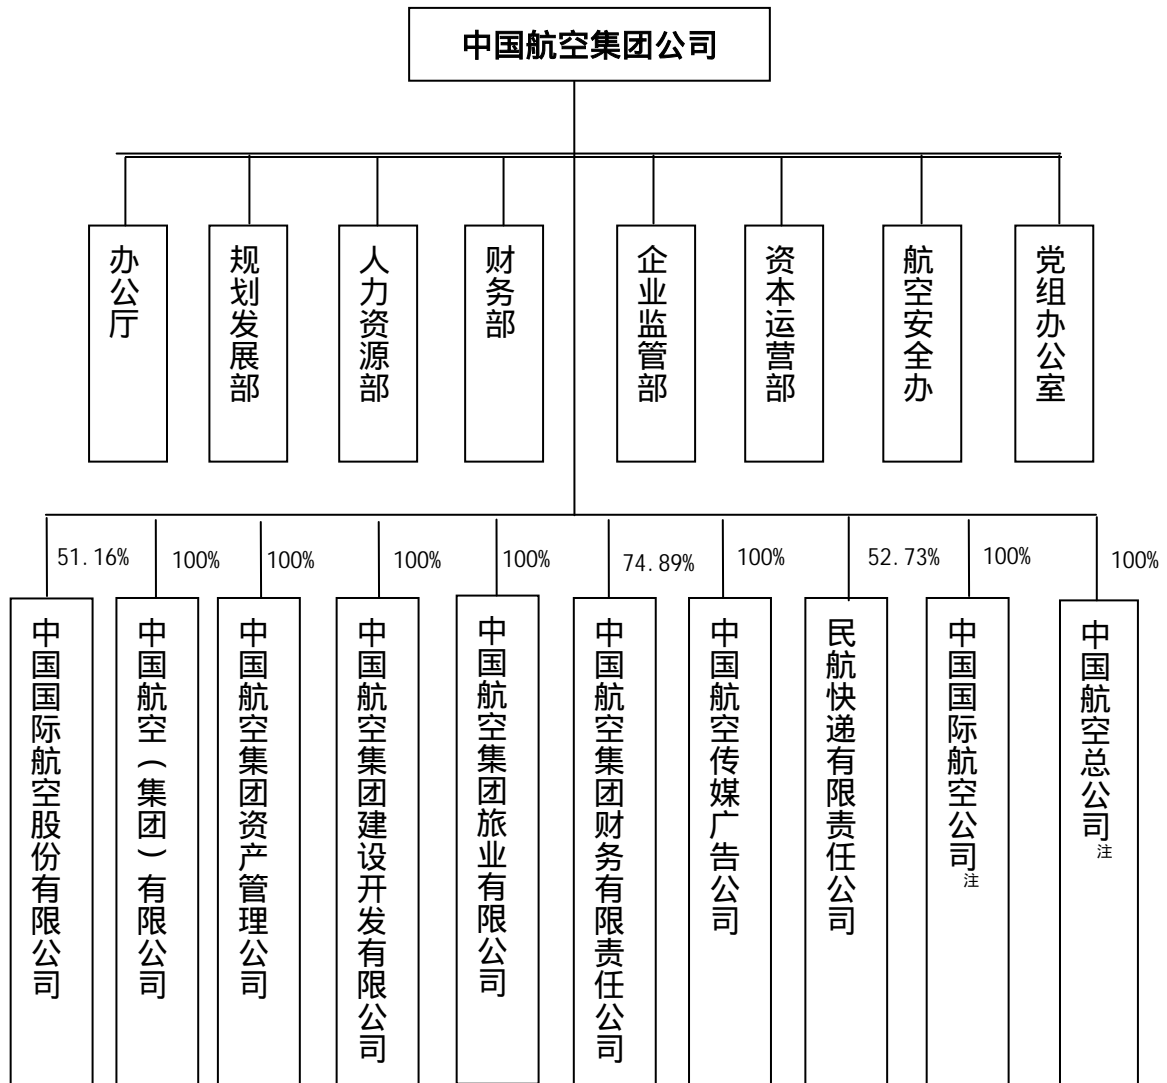 中国航空集团公司
办公厅
规划发展部
人力资源部
财务部
企业监管部
资本运营部
航空安全办
党组办公室
51.16%
100%
100%
100%
100%
74.89%
100%
52.73%
100%
100%
中国国际航空股份有限公司
中国航空（集团）有限公司
中国航空集团资产管理公司
中国航空集团建设开发有限公司
中国航空集团旅业有限公司
中国航空集团财务有限责任公司
中国航空传媒广告公司
民航快递有限责任公司
中国国际航空公司注
中国航空总公司注